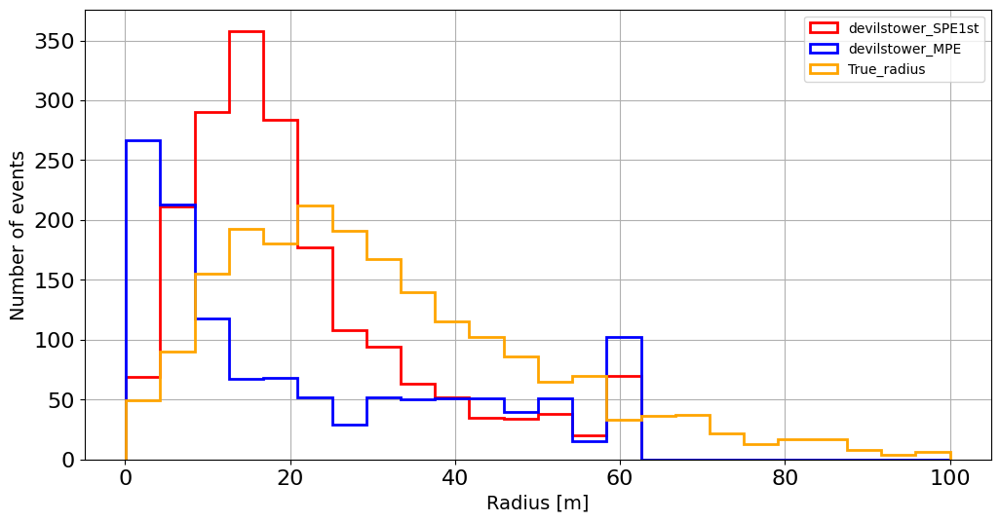 devilstower_SPE1st
devilstower_MPE
True_radius
Number of events
350
300
250
200
150
100
50
0
0 20 40 60 80 100
Radius [m]